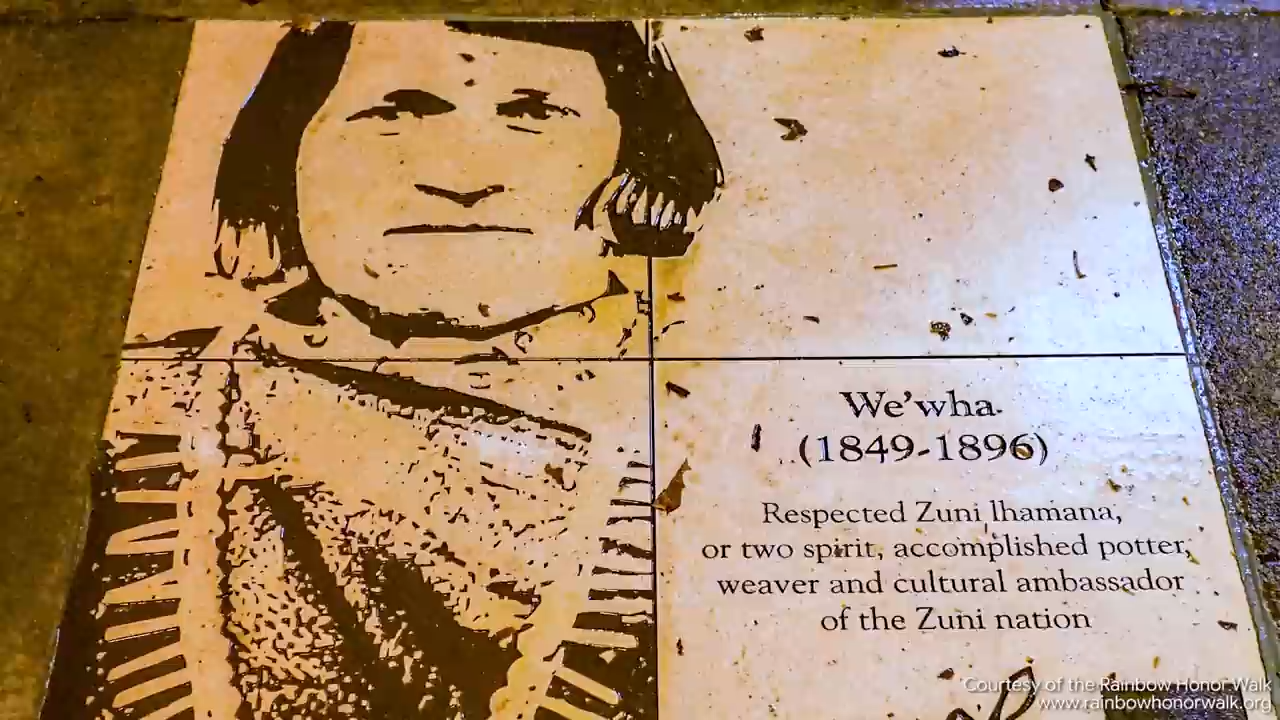 We'wha
(1849-1896)
Respected Zuni lhamana,
or two spirit, accomplished potter,
weaver and cultural ambassador
of the Zuni nation
Courtesy of the Rainbow Honor Walk
www.rainbowhonorwalk.org